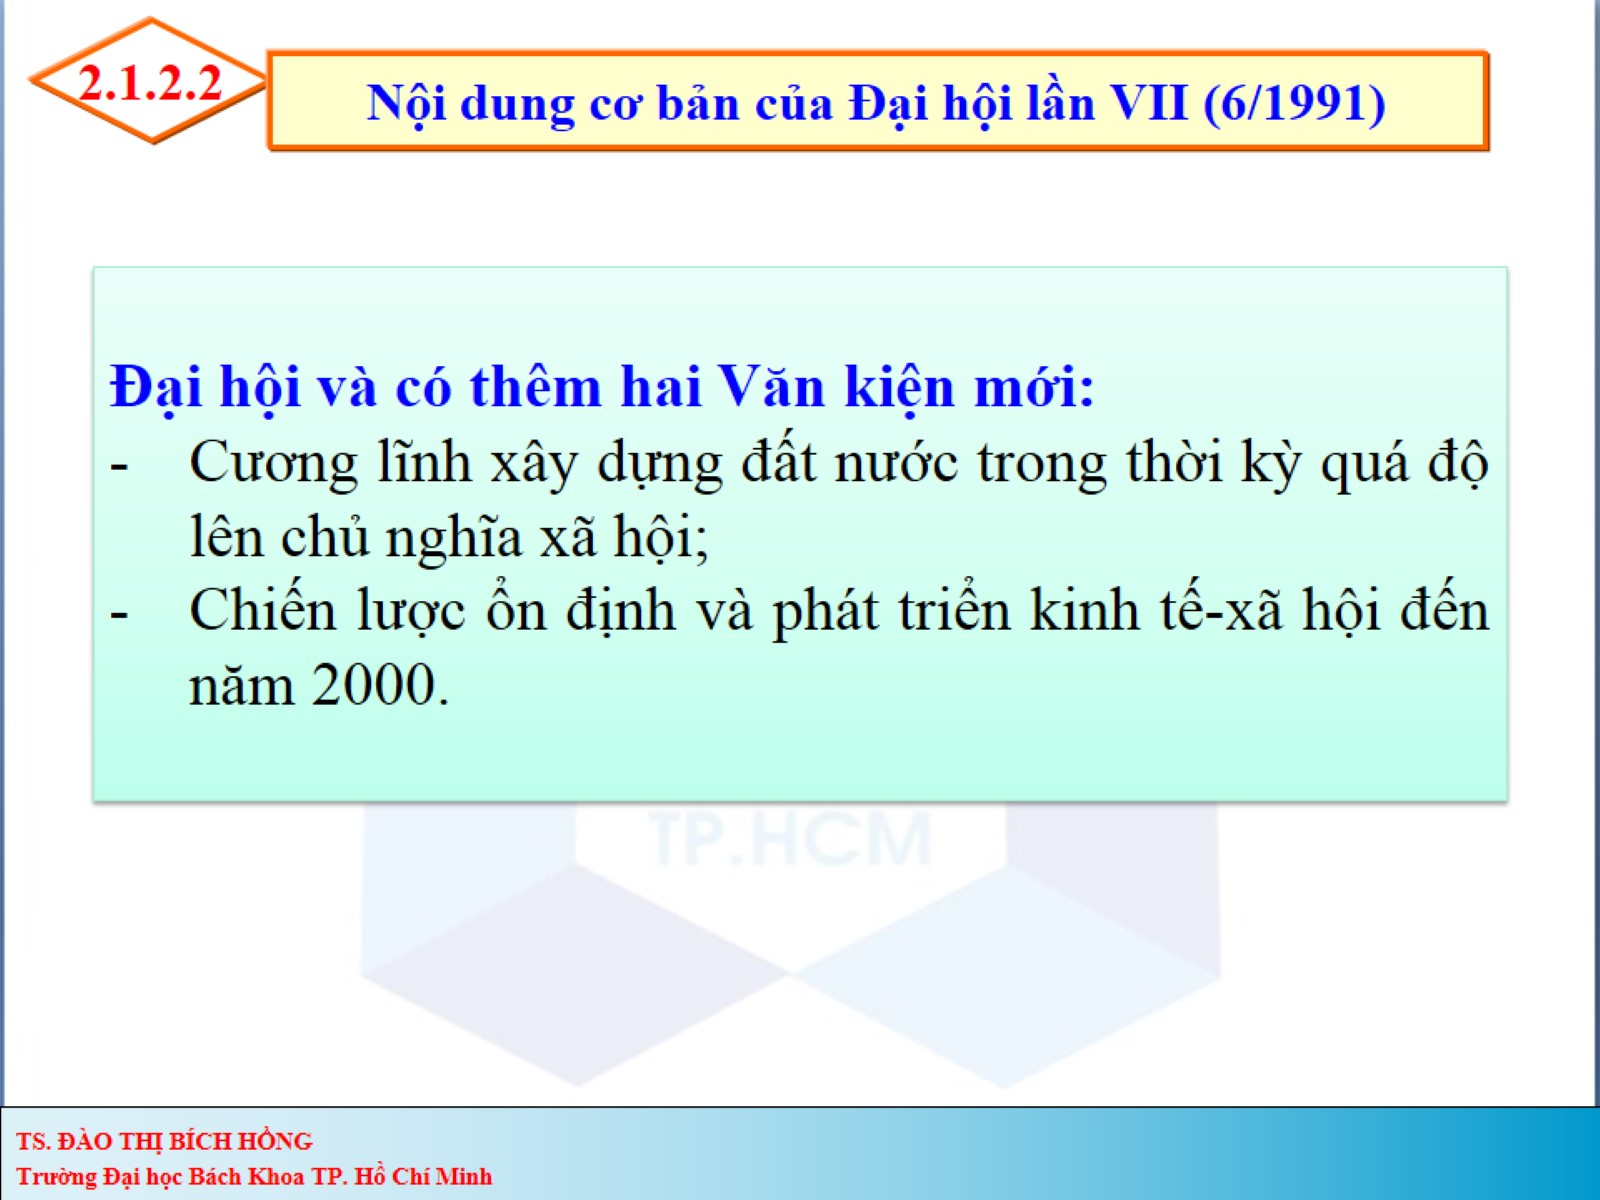 2.1.2.2
Nội dung cơ bản của Đại hội lần VII (6/1991)
Đại hội và có thêm hai Văn kiện mới:
- Cương lĩnh xây dựng đất nước trong thời kỳ quá độ
lên chủ nghĩa xã hội;
- Chiến lược ổn định và phát triển kinh tế-xã hội đến
năm 2000.
TP.HCM
TS. ĐÀO THỊ BÍCH HỒNG
Trường Đại học Bách Khoa TP. Hồ Chí Minh